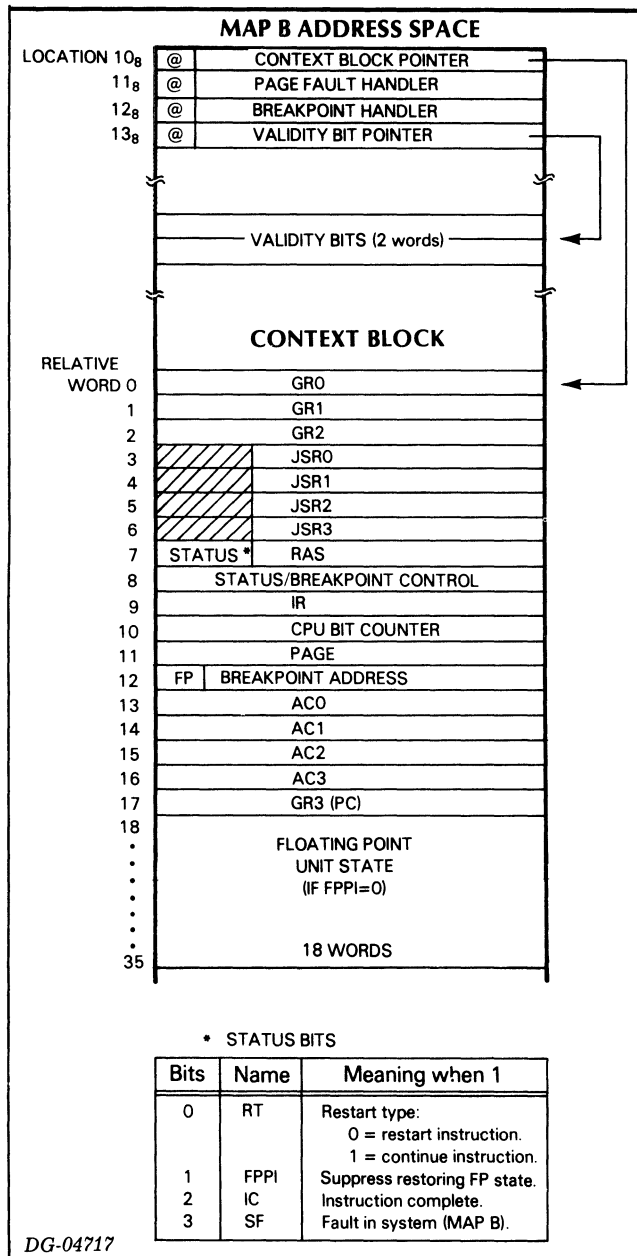 MAP B ADDRESS SPACE
LOCATION 10₈ @ CONTEXT BLOCK POINTER
11₈ @ PAGE FAULT HANDLER
12₈ @ BREAKPOINT HANDLER
13₈ @ VALIDITY BIT POINTER
VALIDITY BITS (2 words)
CONTEXT BLOCK
RELATIVE
WORD 0 GR0
1 GR1
2 GR2
3 JSR0
4 JSR1
5 JSR2
6 JSR3
7 STATUS * RAS
8 STATUS/BREAKPOINT CONTROL
9 IR
10 CPU BIT COUNTER
11 PAGE
12 FP BREAKPOINT ADDRESS
13 AC0
14 AC1
15 AC2
16 AC3
17 GR3 (PC)
18
FLOATING POINT
UNIT STATE
(IF FPPI=0)
35 18 WORDS
* STATUS BITS
Bits Name Meaning when 1
0 RT Restart type:
0 = restart instruction.
1 = continue instruction.
1 FPPI Suppress restoring FP state.
2 IC Instruction complete.
3 SF Fault in system (MAP B).
DG-04717